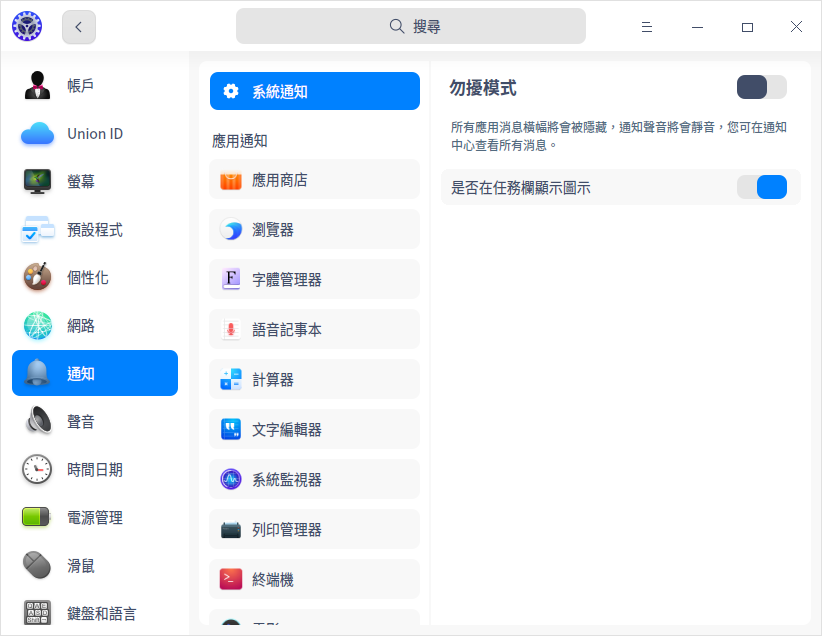 搜尋
帳戶
Union ID
螢幕
預設程式
個性化
網路
通知
聲音
時間日期
電源管理
滑鼠
鍵盤和語言
系統通知
應用通知
應用商店
瀏覽器
字體管理器
語音記事本
計算器
文字編輯器
系統監視器
列印管理器
終端機
勿擾模式
所有應用消息橫幅將會被隱藏，通知聲音將會靜音，您可在通知
中心查看所有消息。
是否在任務欄顯示圖示